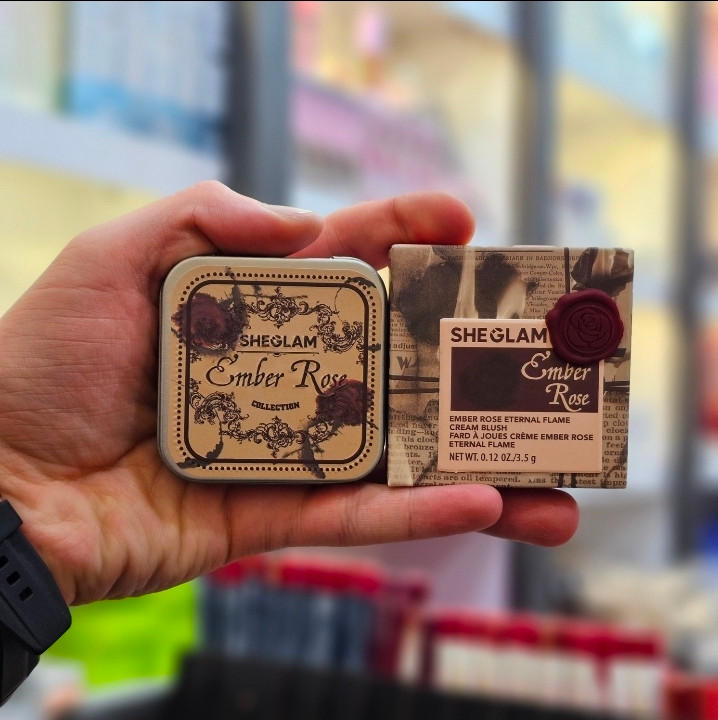 SHEGLAM
Ember Rose
COLLECTION
SHEGLAM
Ember
Rose
EMBER ROSE ETERNAL FLAME
CREAM BLUSH
FARD À JOUES CRÈME EMBER ROSE
ETERNAL FLAME
NET WT. 0.12 OZ./3.5 g